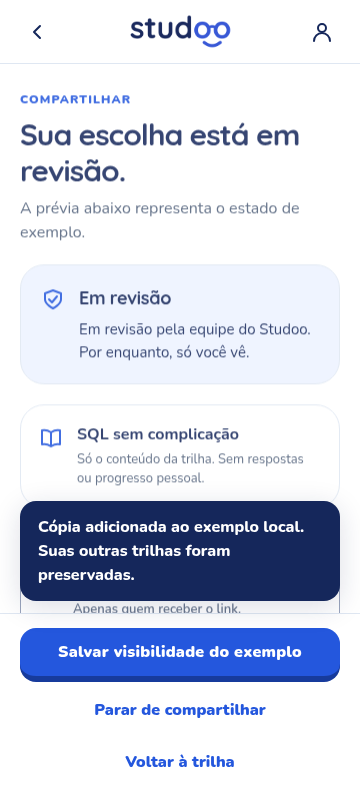 studoo
COMPARTILHAR
Sua escolha está em
revisão.
A prévia abaixo representa o estado de
exemplo.
Em revisão
Em revisão pela equipe do Studoo.
Por enquanto, só você vê.
SQL sem complicação
Só o conteúdo da trilha. Sem respostas
ou progresso pessoal.
Cópia adicionada ao exemplo local.
Suas outras trilhas foram
preservadas.
Apenas quem receber o link.
Salvar visibilidade do exemplo
Parar de compartilhar
Voltar à trilha